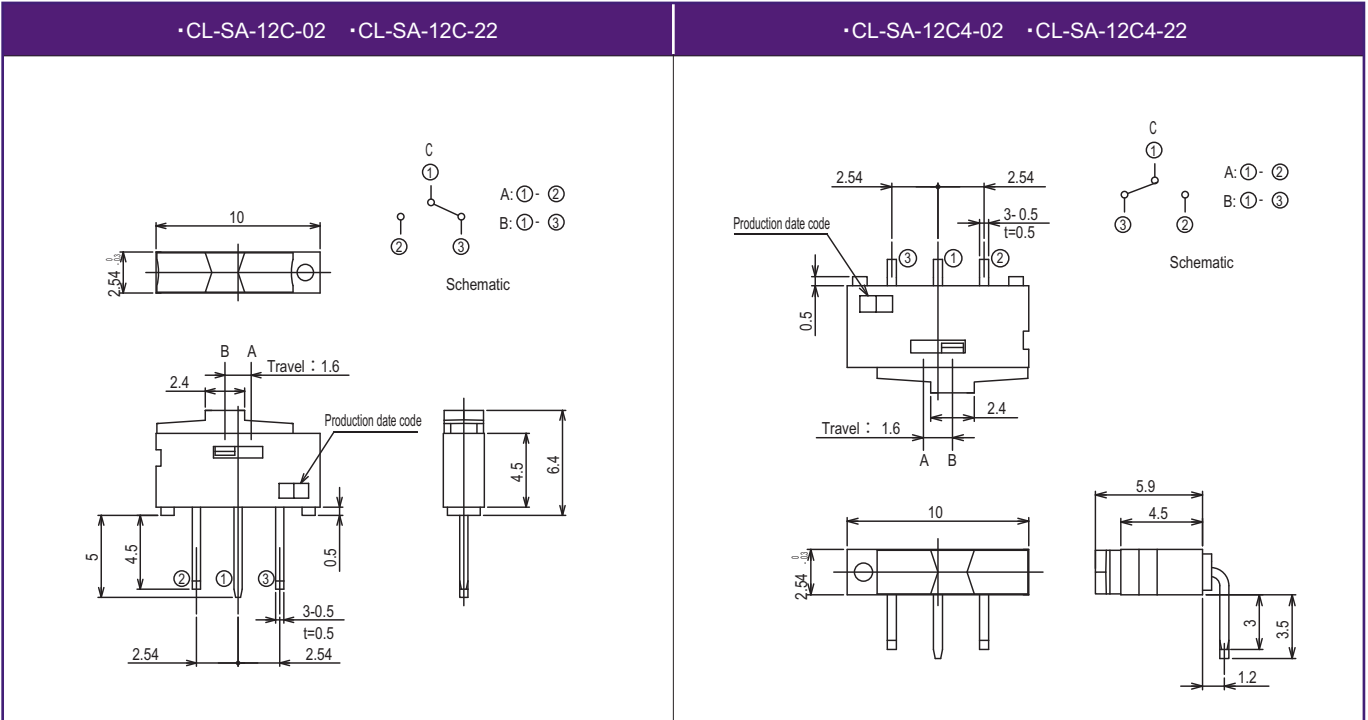 ・CL-SA-12C-02 ・CL-SA-12C-22
C
①
A: ①- ②
B: ①- ③
②
③
Schematic
10
2.54 0 -.03
B A
Travel：1.6
2.4
Production date code
4.5
6.4
5
4.5
0.5
② ① ③
3-0.5
t=0.5
2.54
2.54
・CL-SA-12C4-02 ・CL-SA-12C4-22
C
①
A: ①- ②
B: ①- ③
③
②
Schematic
2.54
2.54
Production date code
3- 0.5
t=0.5
③ ① ②
0.5
2.4
Travel： 1.6
A B
10
2.54 0 -.03
5.9
4.5
3
3.5
1.2